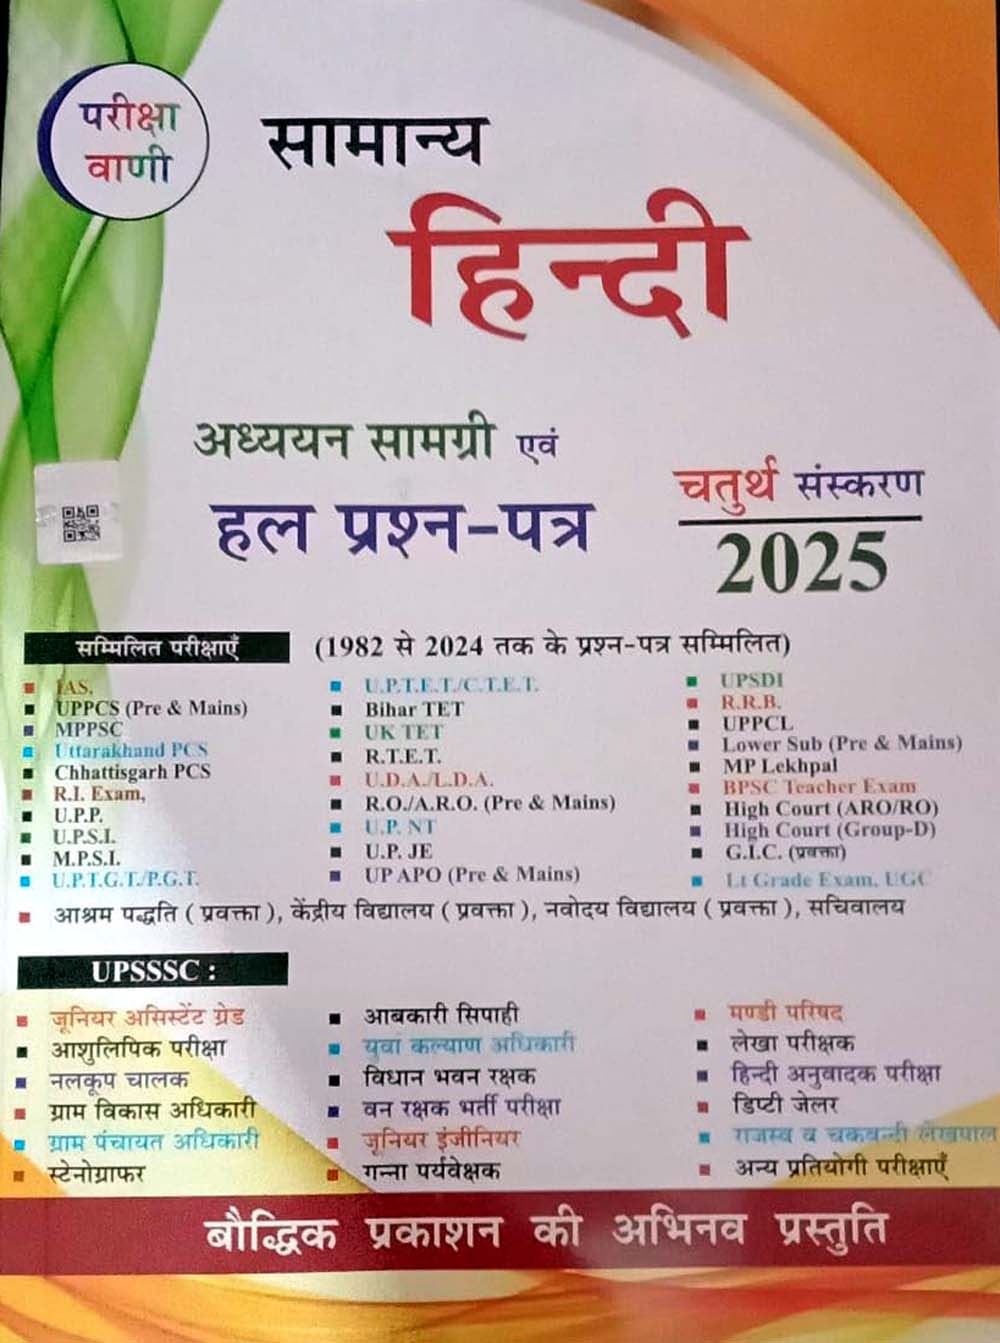 परीक्षा
वाणी
सामान्य
हिन्दी
अध्ययन सामग्री एवं
हल प्रश्न-पत्र
चतुर्थ संस्करण
2025
सम्मिलित परीक्षाएँ (1982 से 2024 तक के प्रश्न-पत्र सम्मिलित)
IAS,
UPPCS (Pre & Mains)
MPPSC
Uttarakhand PCS
Chhattisgarh PCS
R.I. Exam,
U.P.P.
U.P.S.I.
M.P.S.I.
U.P.T.G.T./P.G.T.
U.P.T.E.T./C.T.E.T.
Bihar TET
UK TET
R.T.E.T.
U.D.A./L.D.A.
R.O./A.R.O. (Pre & Mains)
U.P. NT
U.P. JE
UP APO (Pre & Mains)
UPSDI
R.R.B.
UPPCL
Lower Sub (Pre & Mains)
MP Lekhpal
BPSC Teacher Exam
High Court (ARO/RO)
High Court (Group-D)
G.I.C. (प्रवक्ता)
Lt Grade Exam, UGC
आश्रम पद्धति ( प्रवक्ता ), केंद्रीय विद्यालय ( प्रवक्ता ), नवोदय विद्यालय ( प्रवक्ता ), सचिवालय
UPSSSC :
जूनियर असिस्टेंट ग्रेड
आशुलिपिक परीक्षा
नलकूप चालक
ग्राम विकास अधिकारी
ग्राम पंचायत अधिकारी
स्टेनोग्राफर
आबकारी सिपाही
युवा कल्याण अधिकारी
विधान भवन रक्षक
वन रक्षक भर्ती परीक्षा
जूनियर इंजीनियर
गन्ना पर्यवेक्षक
मण्डी परिषद
लेखा परीक्षक
हिन्दी अनुवादक परीक्षा
डिप्टी जेलर
राजस्व व चकबन्दी लेखपाल
अन्य प्रतियोगी परीक्षाएँ
बौद्धिक प्रकाशन की अभिनव प्रस्तुति